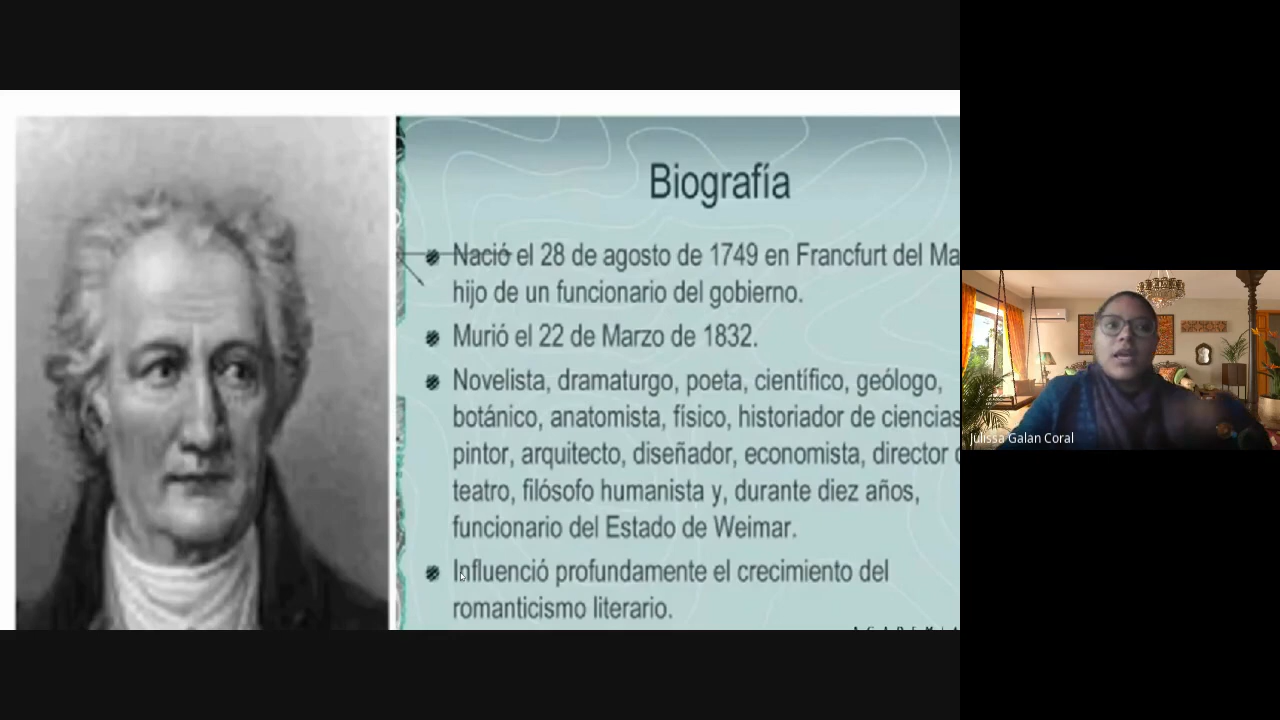 Biografía
Nació el 28 de agosto de 1749 en Francfurt del Ma
hijo de un funcionario del gobierno.
Murió el 22 de Marzo de 1832.
Novelista, dramaturgo, poeta, científico, geólogo,
botánico, anatomista, físico, historiador de ciencias
pintor, arquitecto, diseñador, economista, director
teatro, filósofo humanista y, durante diez años,
funcionario del Estado de Weimar.
Influenció profundamente el crecimiento del
romanticismo literario.
Julissa Galan Coral